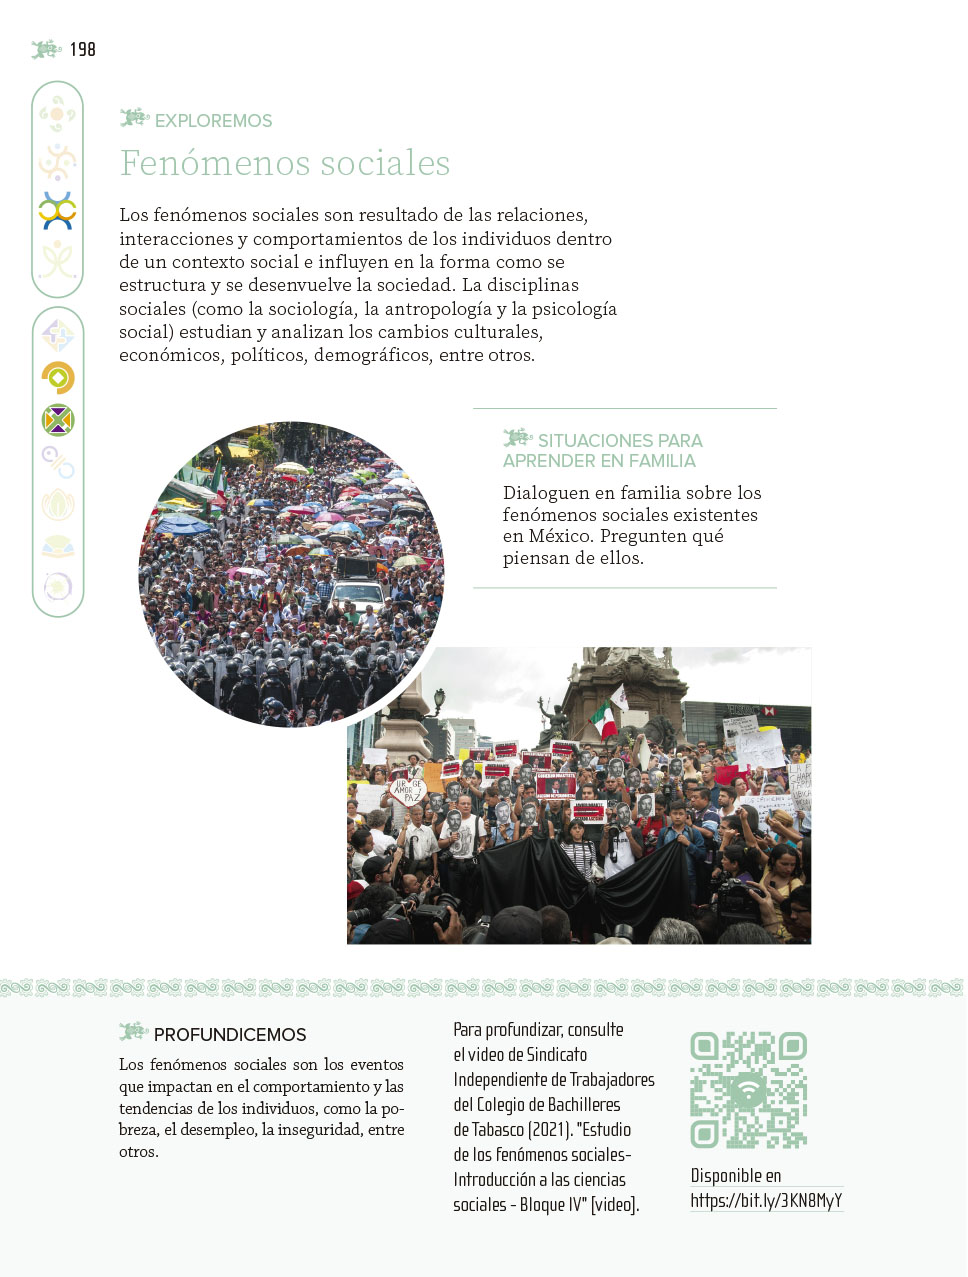 198
EXPLOREMOS
Fenómenos sociales
Los fenómenos sociales son resultado de las relaciones,
interacciones y comportamientos de los individuos dentro
de un contexto social e influyen en la forma como se
estructura y se desenvuelve la sociedad. La disciplinas
sociales (como la sociología, la antropología y la psicología
social) estudian y analizan los cambios culturales,
económicos, políticos, demográficos, entre otros.
SITUACIONES PARA
APRENDER EN FAMILIA
Dialoguen en familia sobre los
fenómenos sociales existentes
en México. Pregunten qué
piensan de ellos.
URGE
AMOR Y
PAZ
PROFUNDICEMOS
Los fenómenos sociales son los eventos
que impactan en el comportamiento y las
tendencias de los individuos, como la po-
breza, el desempleo, la inseguridad, entre
otros.
Para profundizar, consulte
el video de Sindicato
Independiente de Trabajadores
del Colegio de Bachilleres
de Tabasco (2021). "Estudio
de los fenómenos sociales-
Introducción a las ciencias
sociales - Bloque IV" [video].
Disponible en
https://bit.ly/3KN8MyY